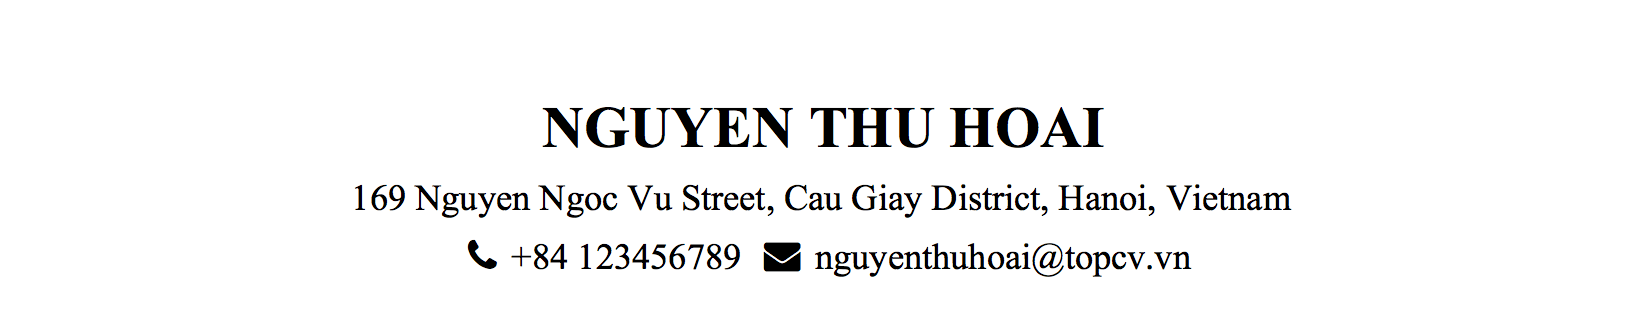 NGUYEN THU HOAI
169 Nguyen Ngoc Vu Street, Cau Giay District, Hanoi, Vietnam
+84 123456789 nguyenthuhoai@topcv.vn